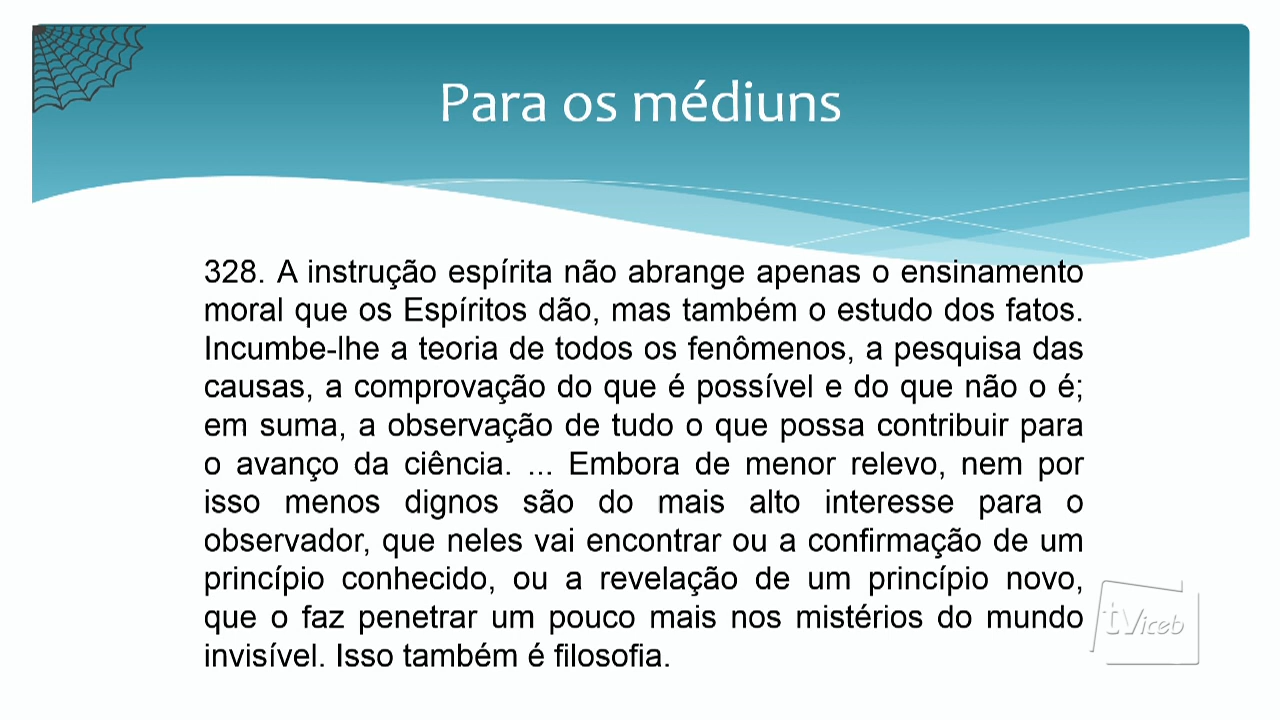 Para os médiuns
328. A instrução espírita não abrange apenas o ensinamento
moral que os Espíritos dão, mas também o estudo dos fatos.
Incumbe-lhe a teoria de todos os fenômenos, a pesquisa das
causas, a comprovação do que é possível e do que não o é;
em suma, a observação de tudo o que possa contribuir para
o avanço da ciência. ... Embora de menor relevo, nem por
isso menos dignos são do mais alto interesse para o
observador, que neles vai encontrar ou a confirmação de um
princípio conhecido, ou a revelação de um princípio novo,
que o faz penetrar um pouco mais nos mistérios do mundo
invisível. Isso também é filosofia.
tViceb